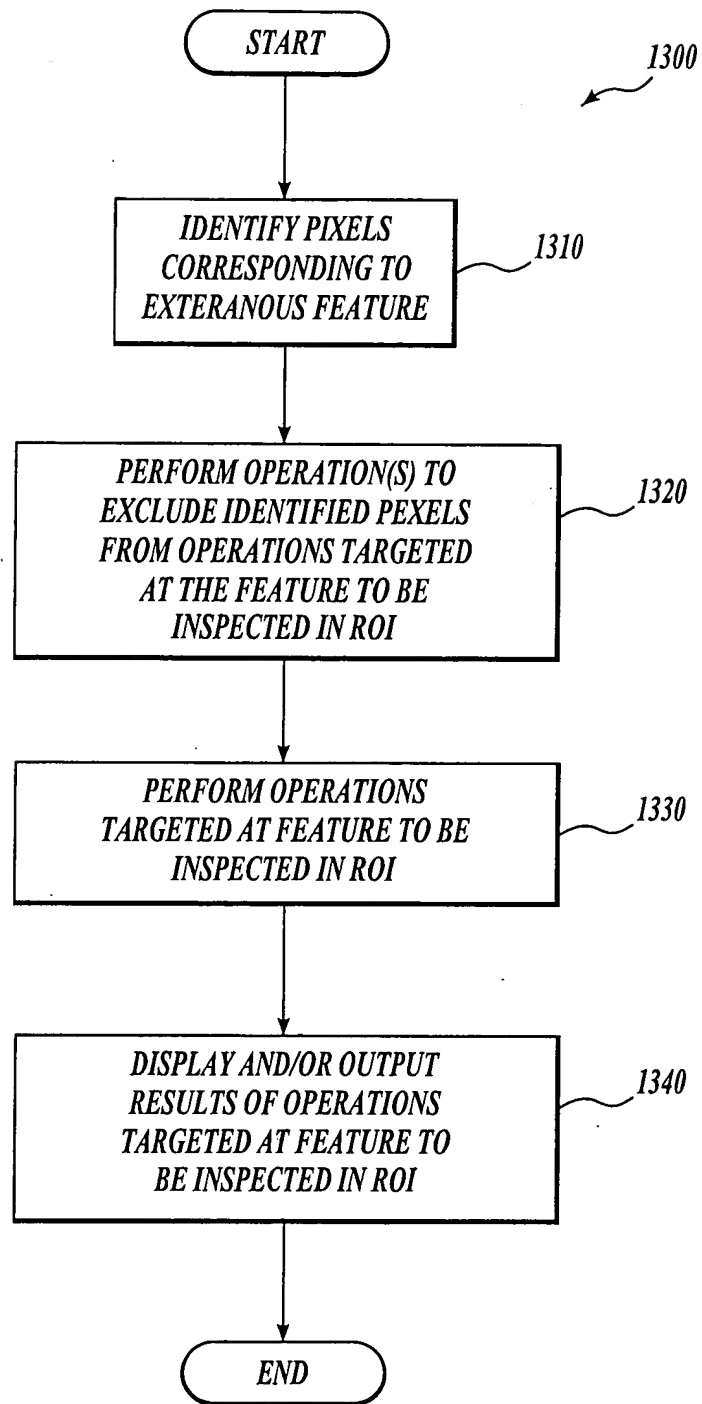 START
1300
IDENTIFY PIXELS
CORRESPONDING TO
EXTERANOUS FEATURE
1310
PERFORM OPERATION(S) TO
EXCLUDE IDENTIFIED PEXELS
FROM OPERATIONS TARGETED
AT THE FEATURE TO BE
INSPECTED IN ROI
1320
PERFORM OPERATIONS
TARGETED AT FEATURE TO BE
INSPECTED IN ROI
1330
DISPLAY AND/OR OUTPUT
RESULTS OF OPERATIONS
TARGETED AT FEATURE TO
BE INSPECTED IN ROI
1340
END